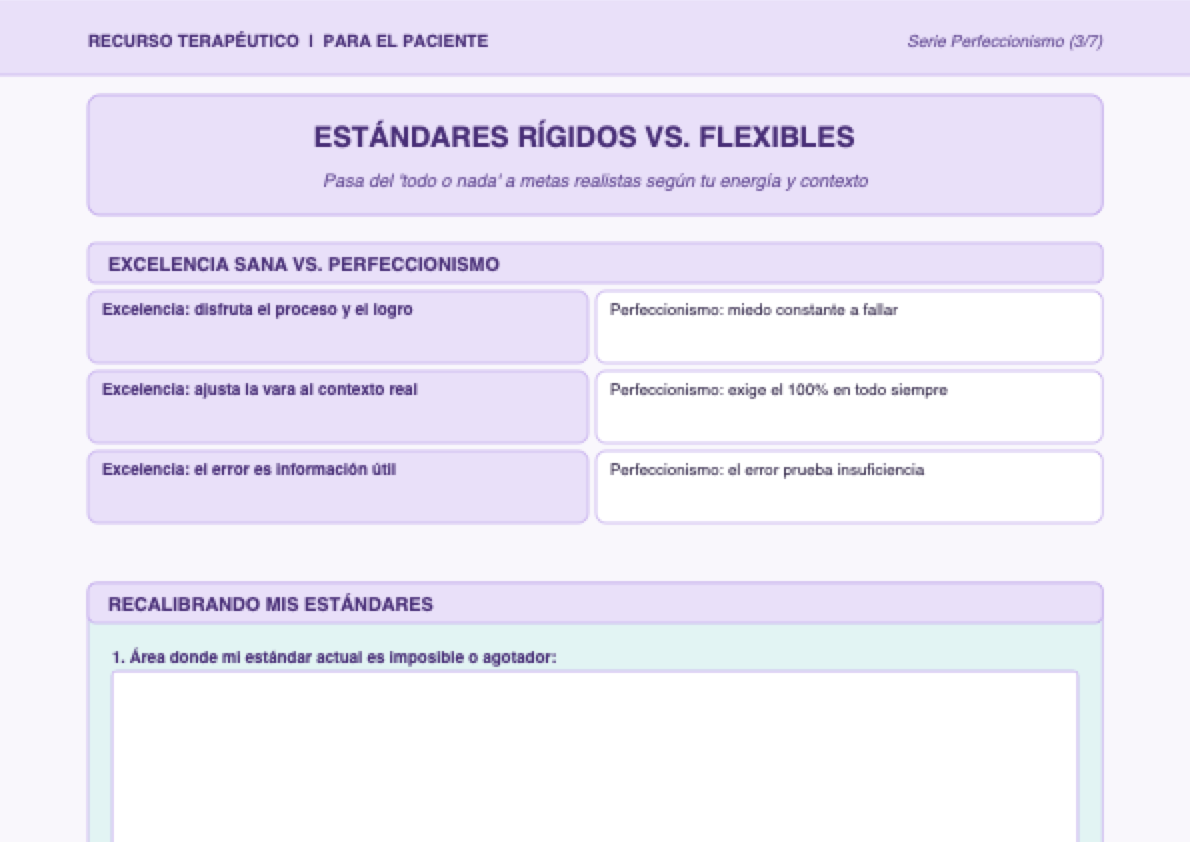 RECURSO TERAPÉUTICO | PARA EL PACIENTE
Serie Perfeccionismo (3/7)
ESTÁNDARES RÍGIDOS VS. FLEXIBLES
Pasa del 'todo o nada' a metas realistas según tu energía y contexto
EXCELENCIA SANA VS. PERFECCIONISMO
Excelencia: disfruta el proceso y el logro
Perfeccionismo: miedo constante a fallar
Excelencia: ajusta la vara al contexto real
Perfeccionismo: exige el 100% en todo siempre
Excelencia: el error es información útil
Perfeccionismo: el error prueba insuficiencia
RECALIBRANDO MIS ESTÁNDARES
1. Área donde mi estándar actual es imposible o agotador: